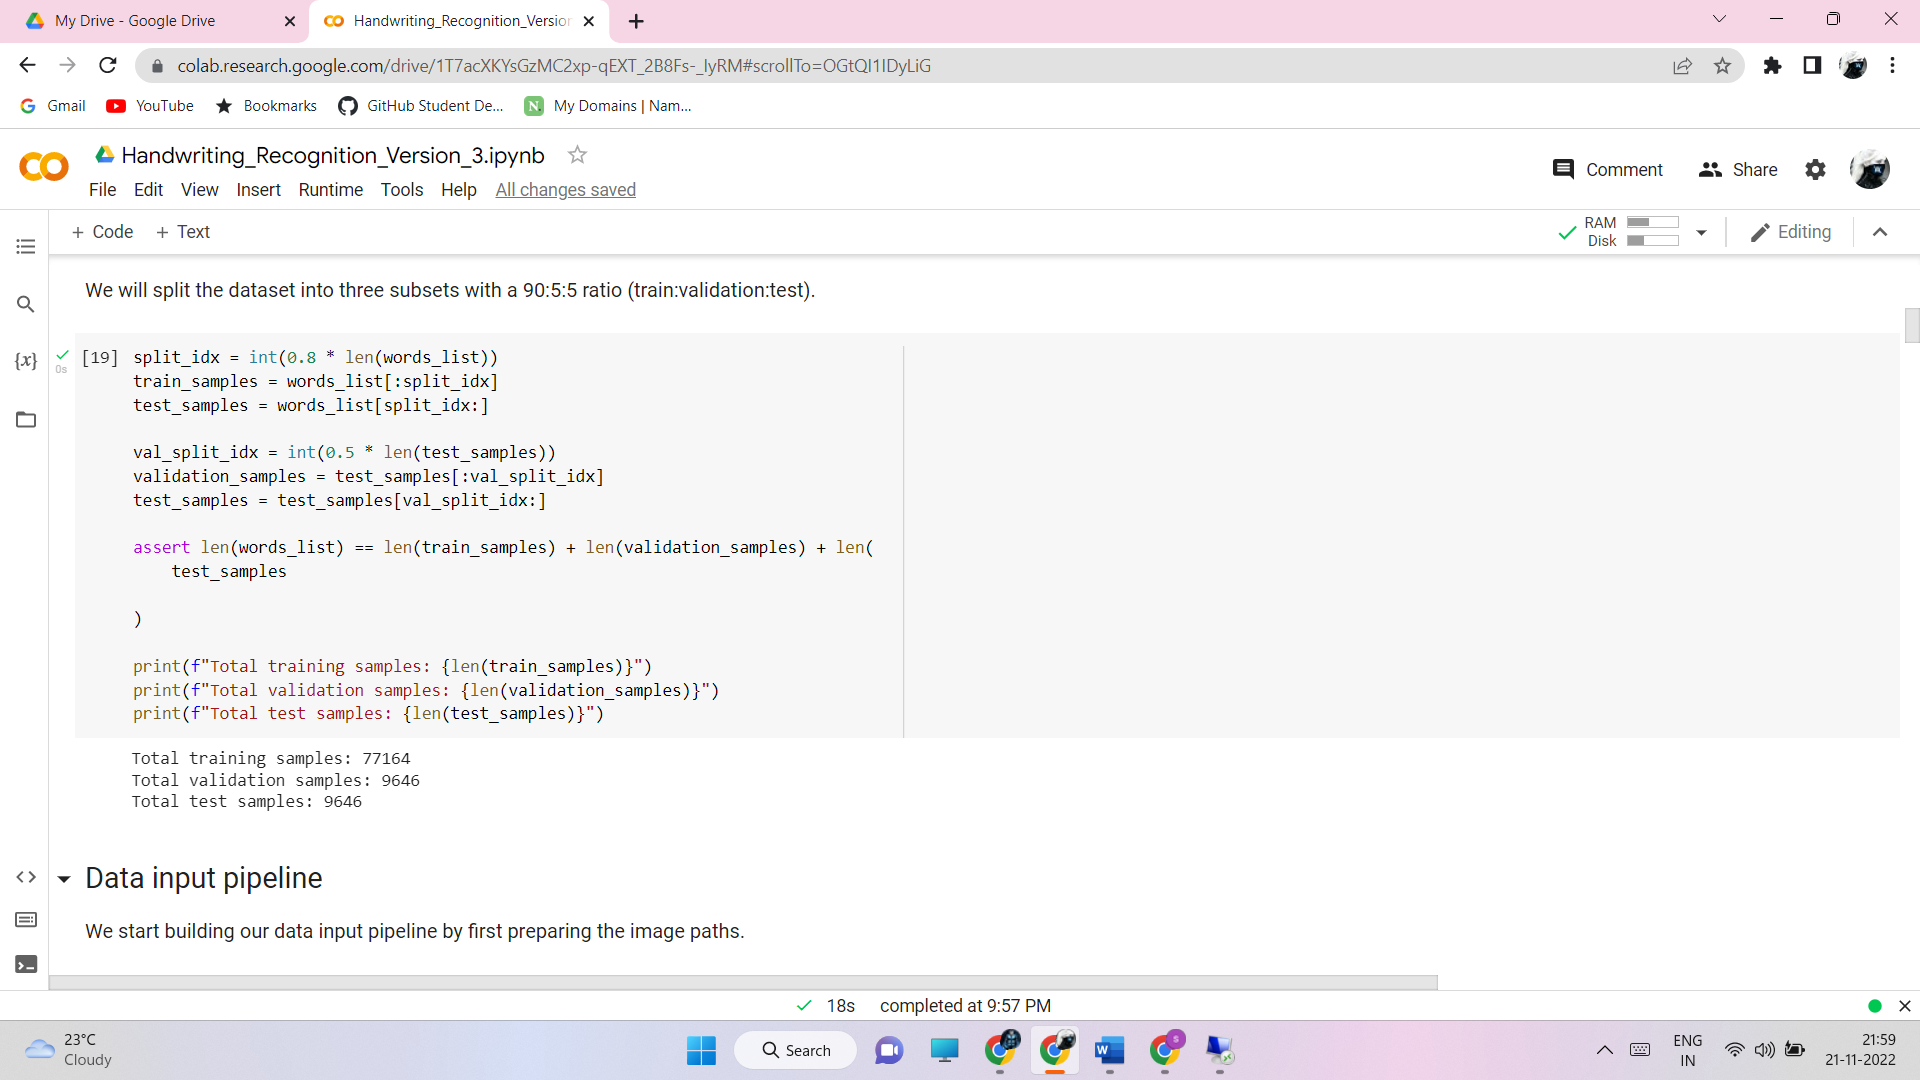 My Drive - Google Drive
Handwriting_Recognition_Version
colab.research.google.com/drive/1T7acXKYsGzMC2xp-qEXT_2B8Fs-_IyRM#scrollTo=OGtQI1IDyLiG
Gmail YouTube Bookmarks GitHub Student De... My Domains | Nam...
Handwriting_Recognition_Version_3.ipynb
Comment Share
File Edit View Insert Runtime Tools Help All changes saved
+ Code + Text
RAM
Disk
Editing
We will split the dataset into three subsets with a 90:5:5 ratio (train:validation:test).
[19] split_idx = int(0.8 * len(words_list))
0s
train_samples = words_list[:split_idx]
test_samples = words_list[split_idx:]
val_split_idx = int(0.5 * len(test_samples))
validation_samples = test_samples[:val_split_idx]
test_samples = test_samples[val_split_idx:]
assert len(words_list) == len(train_samples) + len(validation_samples) + len(
test_samples
)
print(f"Total training samples: {len(train_samples)}")
print(f"Total validation samples: {len(validation_samples)}")
print(f"Total test samples: {len(test_samples)}")
Total training samples: 77164
Total validation samples: 9646
Total test samples: 9646
Data input pipeline
We start building our data input pipeline by first preparing the image paths.
18s completed at 9:57 PM
23°C
Cloudy
Search
ENG
IN
21:59
21-11-2022